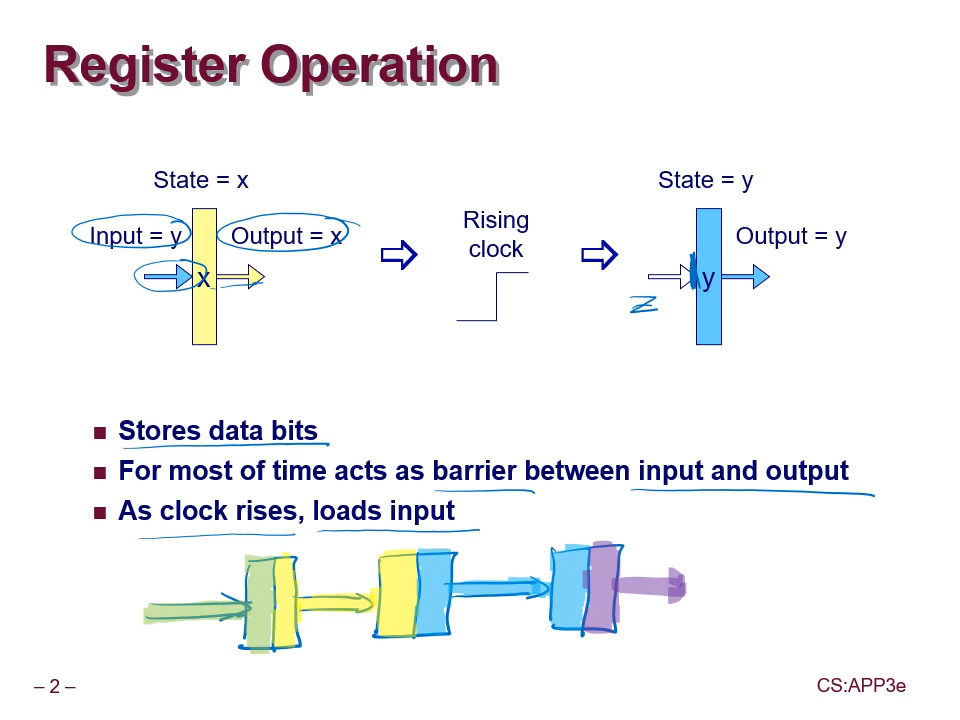 Register Operation
State = x
State = y
Input = y
Output = x
Rising
clock
Output = y
x
y
z
■ Stores data bits
■ For most of time acts as barrier between input and output
■ As clock rises, loads input
– 2 –
CS:APP3e